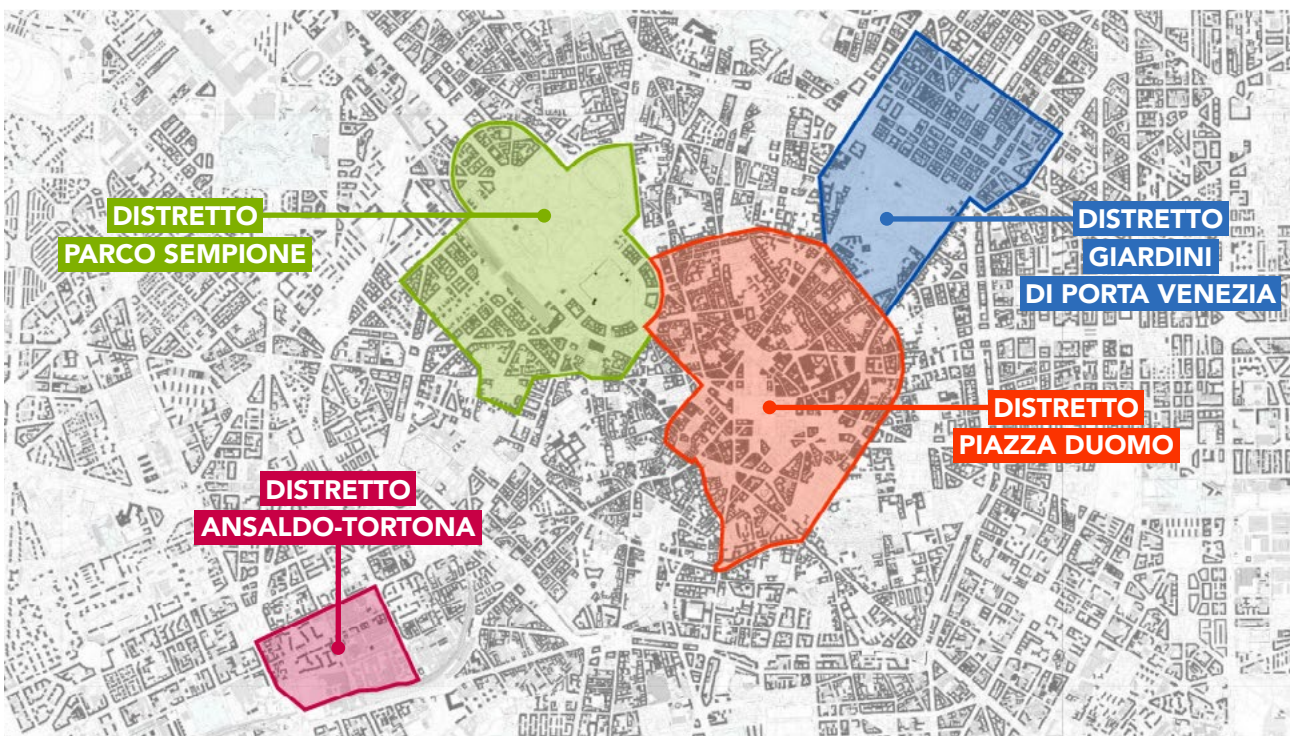 DISTRETTO
PARCO SEMPIONE
DISTRETTO
GIARDINI
DI PORTA VENEZIA
DISTRETTO
PIAZZA DUOMO
DISTRETTO
ANSALDO-TORTONA